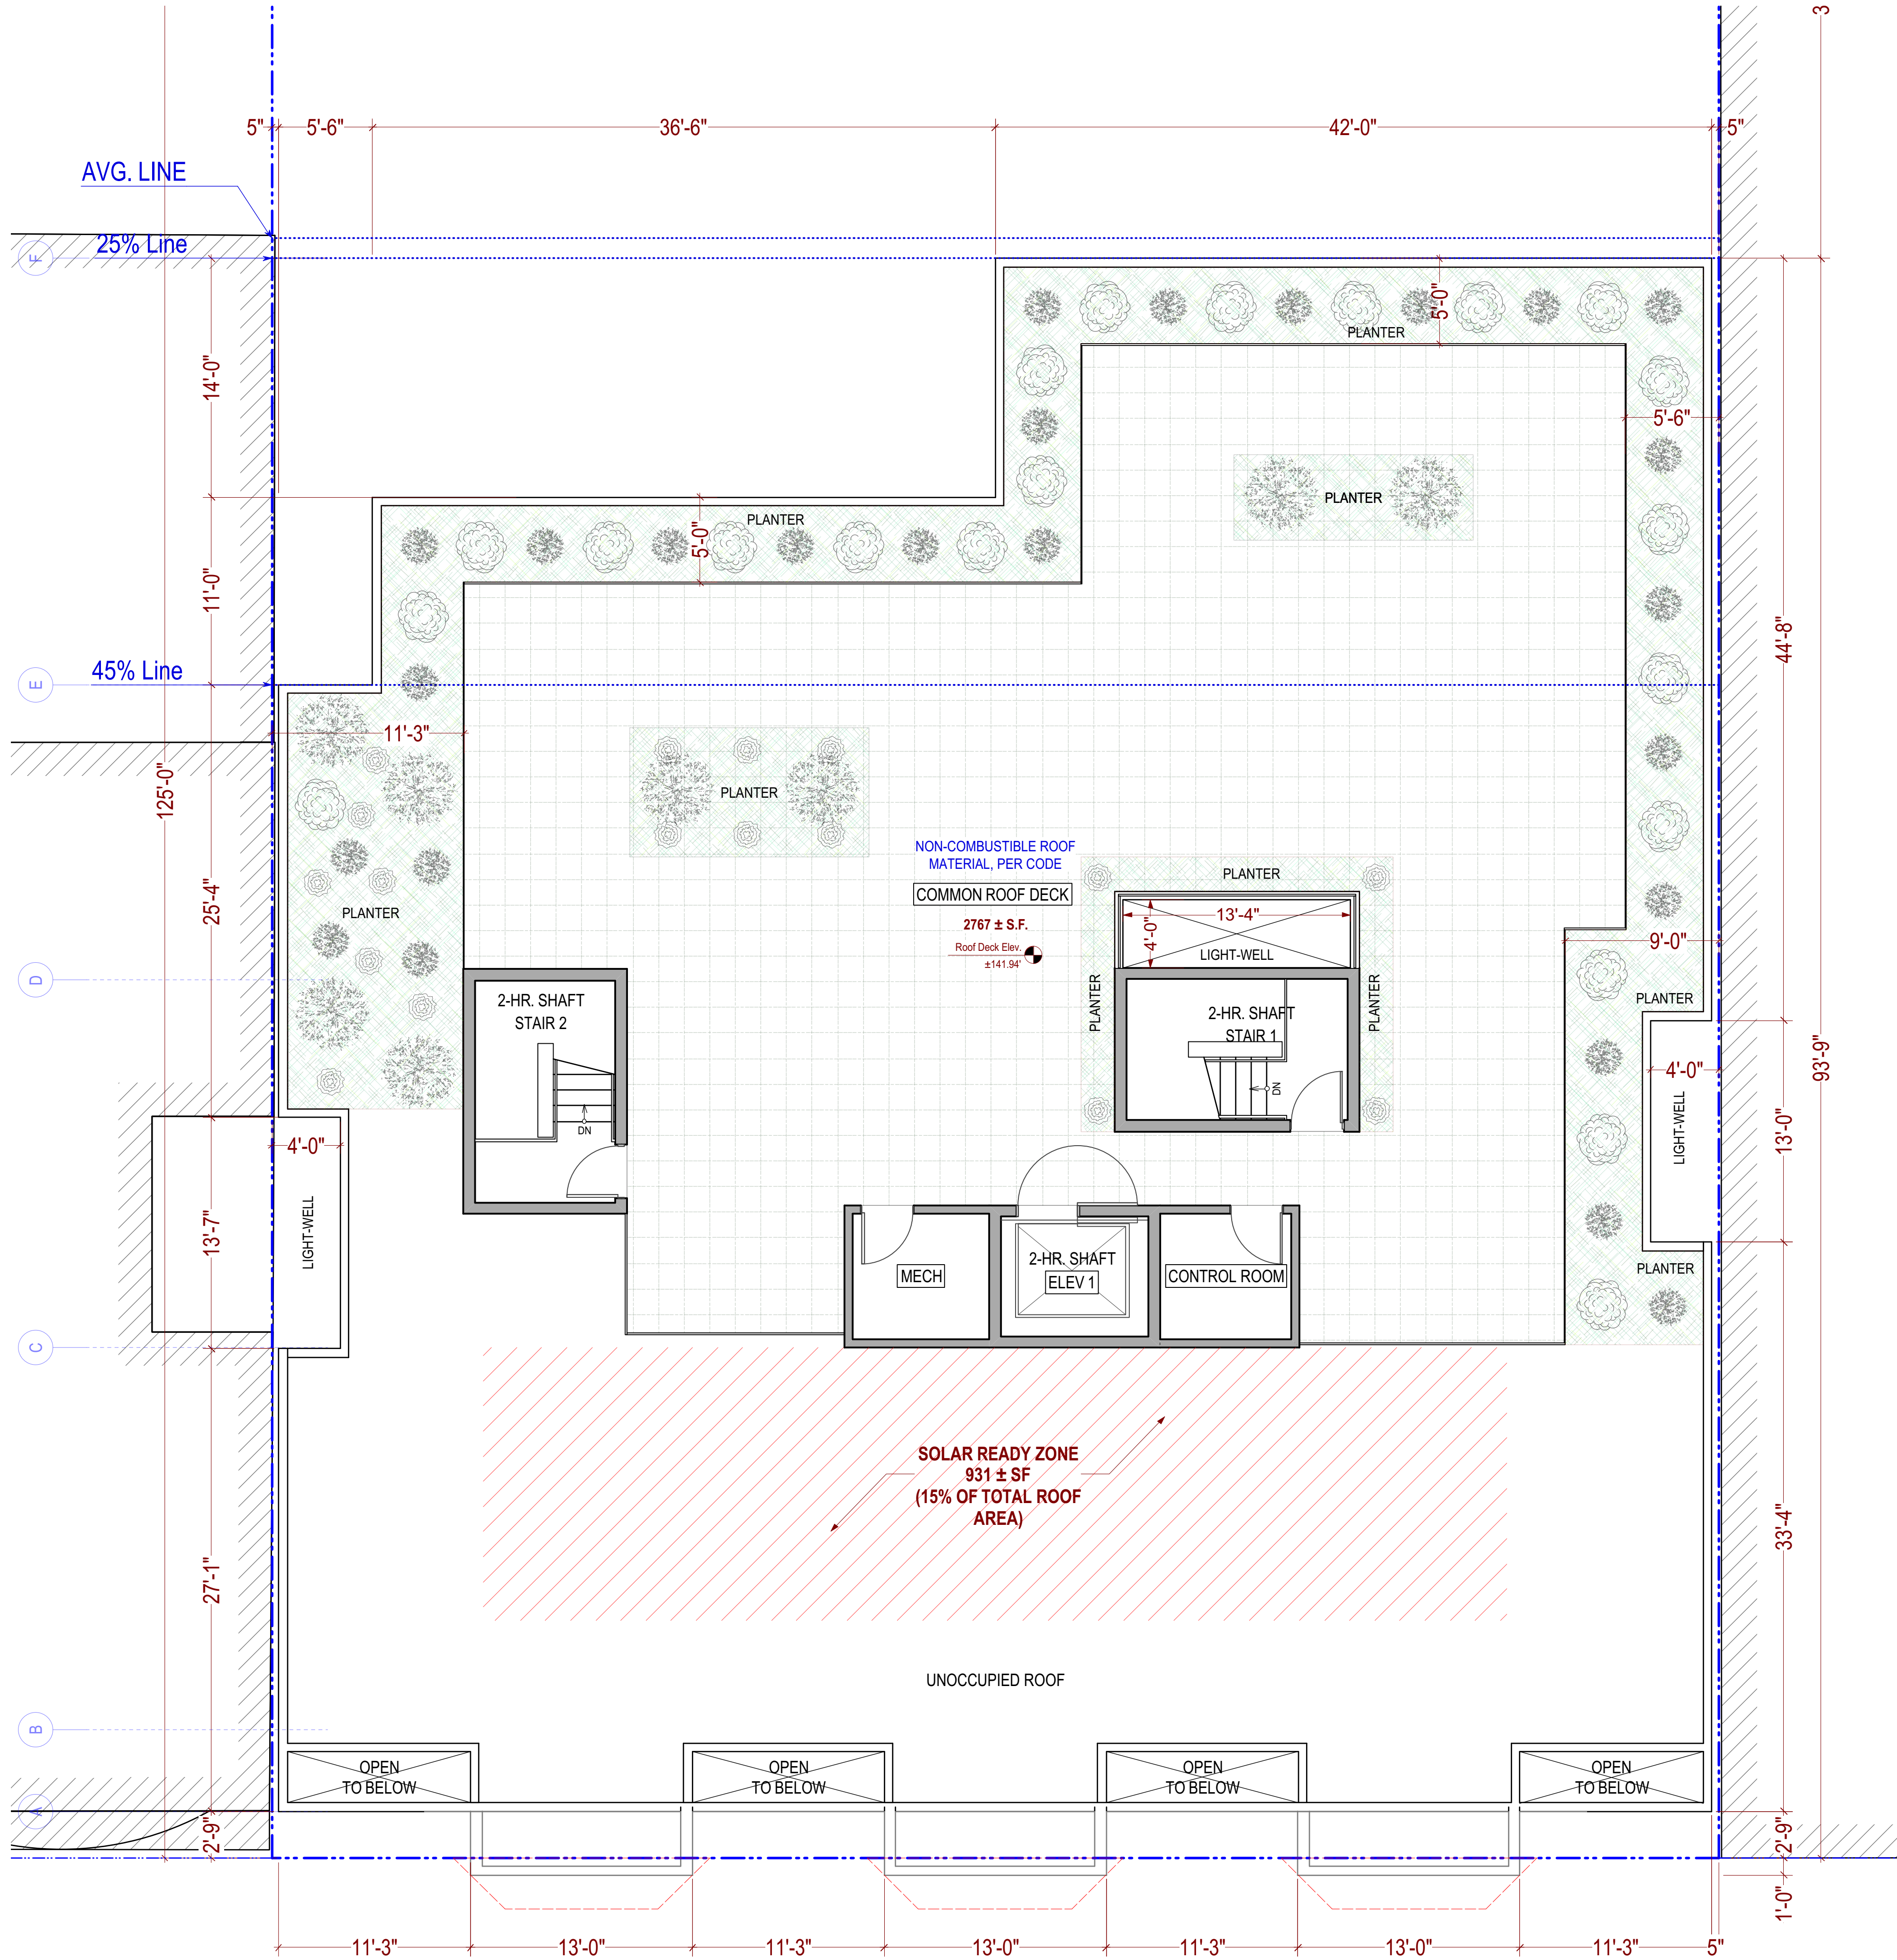 3
5" 5'-6" 36'-6" 42'-0" 5"
AVG. LINE
25% Line
F
5'-0"
PLANTER
14'-0"
5'-6"
PLANTER
PLANTER
5'-0"
11'-0"
44'-8"
45% Line
E
11'-3"
125'-0"
PLANTER
NON-COMBUSTIBLE ROOF
MATERIAL, PER CODE
COMMON ROOF DECK
2767 ± S.F.
Roof Deck Elev.
±141.94'
PLANTER
25'-4"
PLANTER
13'-4"
4'-0"
LIGHT-WELL
9'-0"
D
2-HR. SHAFT
STAIR 2
DN
PLANTER
2-HR. SHAFT
STAIR 1
DN
PLANTER
PLANTER
93'-9"
4'-0"
LIGHT-WELL
13'-0"
4'-0"
LIGHT-WELL
13'-7"
MECH
2-HR. SHAFT
ELEV 1
CONTROL ROOM
PLANTER
C
SOLAR READY ZONE
931 ± SF
(15% OF TOTAL ROOF
AREA)
27'-1"
33'-4"
UNOCCUPIED ROOF
B
OPEN
TO BELOW
OPEN
TO BELOW
OPEN
TO BELOW
OPEN
TO BELOW
A
2'-9"
2'-9"
1'-0"
11'-3" 13'-0" 11'-3" 13'-0" 11'-3" 13'-0" 11'-3" 5"